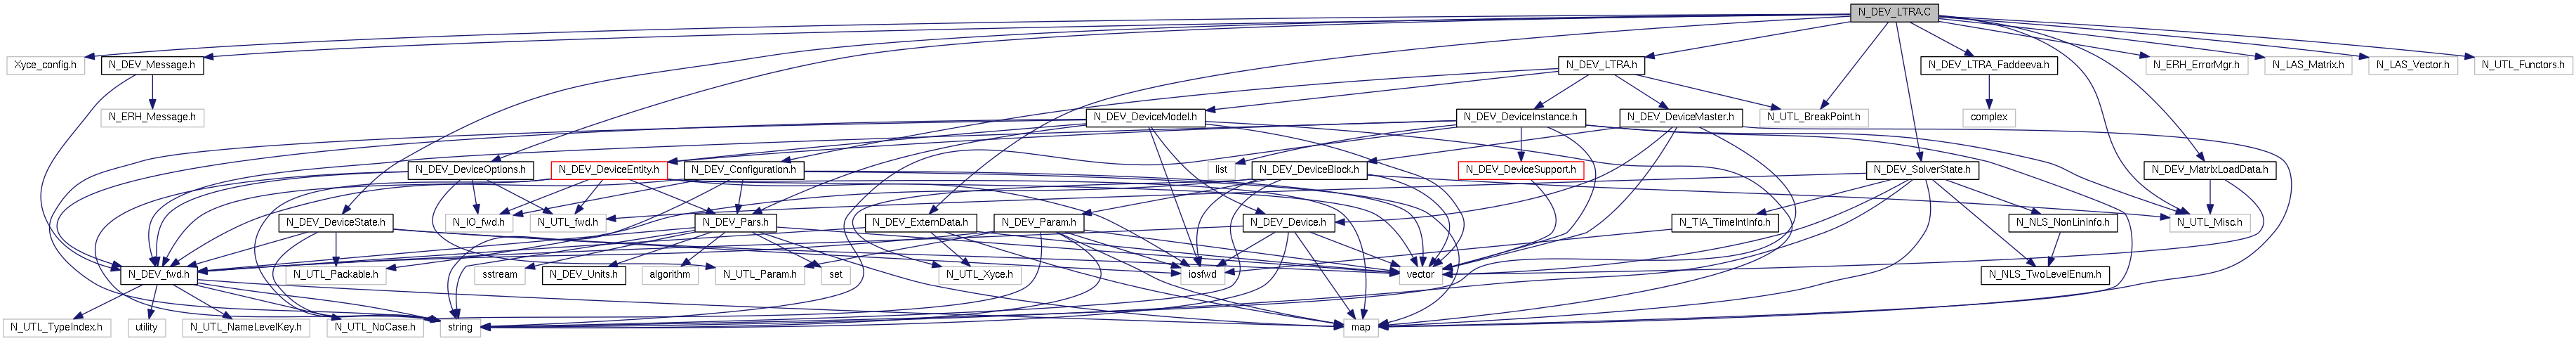 N_DEV_LTRA.C
Xyce_config.h
N_DEV_Message.h
N_DEV_LTRA.h
N_DEV_LTRA_Faddeeva.h
N_ERH_ErrorMgr.h
N_LAS_Matrix.h
N_LAS_Vector.h
N_UTL_Functors.h
N_ERH_Message.h
N_DEV_DeviceModel.h
N_DEV_DeviceInstance.h
N_DEV_DeviceMaster.h
N_UTL_BreakPoint.h
complex
N_DEV_DeviceOptions.h
N_DEV_DeviceEntity.h
N_DEV_Configuration.h
list
N_DEV_DeviceSupport.h
N_DEV_DeviceBlock.h
N_DEV_SolverState.h
N_DEV_MatrixLoadData.h
N_DEV_DeviceState.h
N_IO_fwd.h
N_UTL_fwd.h
N_DEV_Pars.h
N_DEV_ExternData.h
N_DEV_Param.h
N_DEV_Device.h
N_TIA_TimeIntInfo.h
N_NLS_NonLinInfo.h
N_UTL_Misc.h
N_DEV_fwd.h
N_UTL_Packable.h
sstream
N_DEV_Units.h
algorithm
N_UTL_Param.h
set
N_UTL_Xyce.h
iosfwd
vector
N_NLS_TwoLevelEnum.h
N_UTL_TypeIndex.h
utility
N_UTL_NameLevelKey.h
N_UTL_NoCase.h
string
map